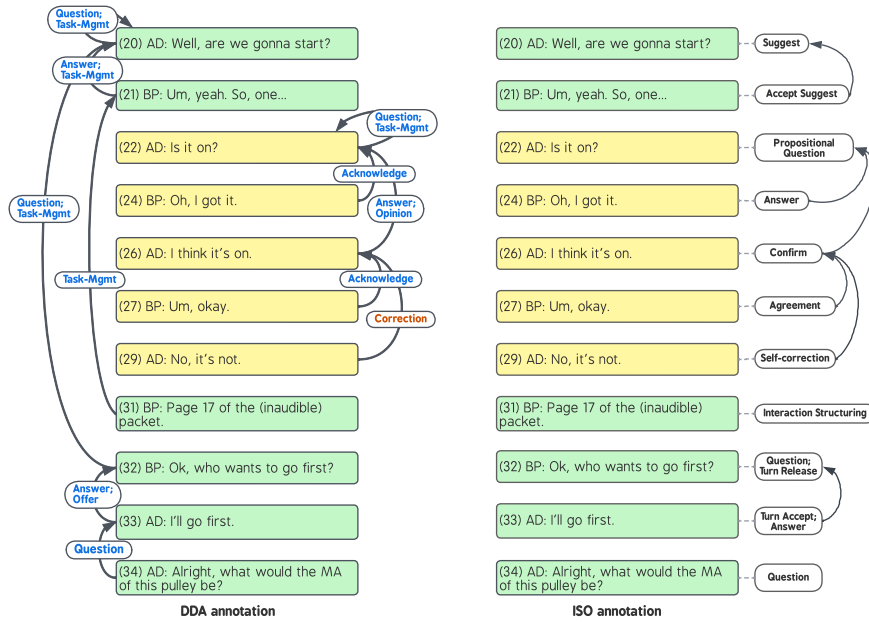 Question;
Task-Mgmt
(20) AD: Well, are we gonna start?
Answer;
Task-Mgmt
(21) BP: Um, yeah. So, one...
Question;
Task-Mgmt
(22) AD: Is it on?
Acknowledge
(24) BP: Oh, I got it.
Answer;
Opinion
Question;
Task-Mgmt
(26) AD: I think it's on.
Task-Mgmt
Acknowledge
(27) BP: Um, okay.
Correction
(29) AD: No, it's not.
(31) BP: Page 17 of the (inaudible)
packet.
(32) BP: Ok, who wants to go first?
Answer;
Offer
(33) AD: I'll go first.
Question
(34) AD: Alright, what would the MA
of this pulley be?
DDA annotation
(20) AD: Well, are we gonna start?
Suggest
(21) BP: Um, yeah. So, one...
Accept Suggest
(22) AD: Is it on?
Propositional
Question
(24) BP: Oh, I got it.
Answer
(26) AD: I think it's on.
Confirm
(27) BP: Um, okay.
Agreement
(29) AD: No, it's not.
Self-correction
(31) BP: Page 17 of the (inaudible)
packet.
Interaction Structuring
(32) BP: Ok, who wants to go first?
Question;
Turn Release
(33) AD: I'll go first.
Turn Accept;
Answer
(34) AD: Alright, what would the MA
of this pulley be?
Question
ISO annotation